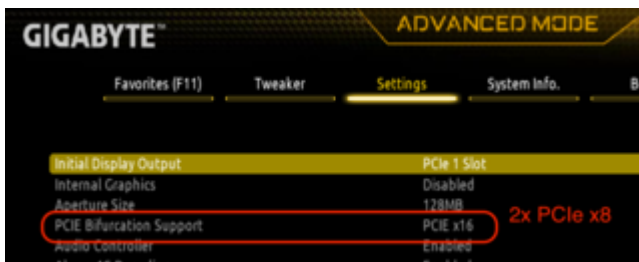 GIGABYTE™ ADVANCED MODE
Favorites (F11) Tweaker Settings System Info. B
Initial Display Output PCIe 1 Slot
Internal Graphics Disabled
Aperture Size 128MB
PCIE Bifurcation Support PCIE x16 2x PCIe x8
Audio Controller Enabled